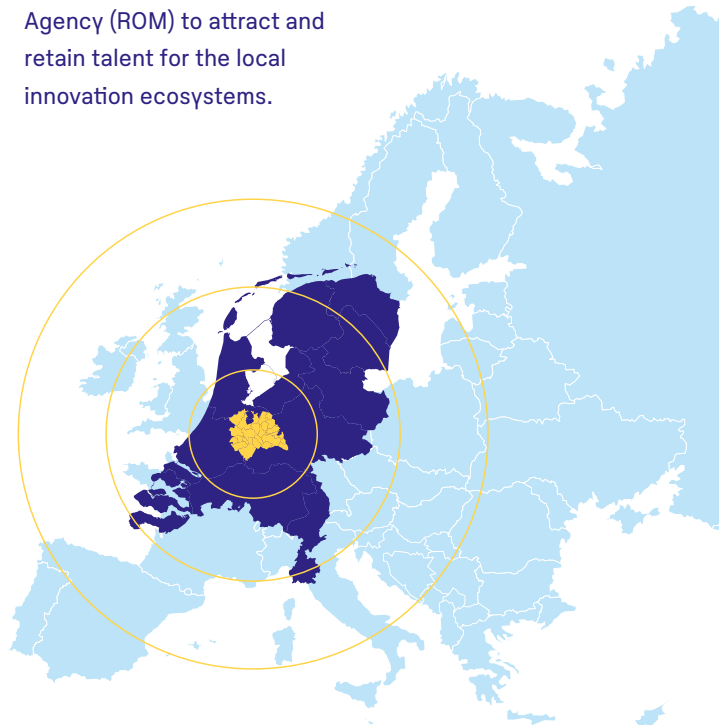 Agency (ROM) to attract and
retain talent for the local
innovation ecosystems.